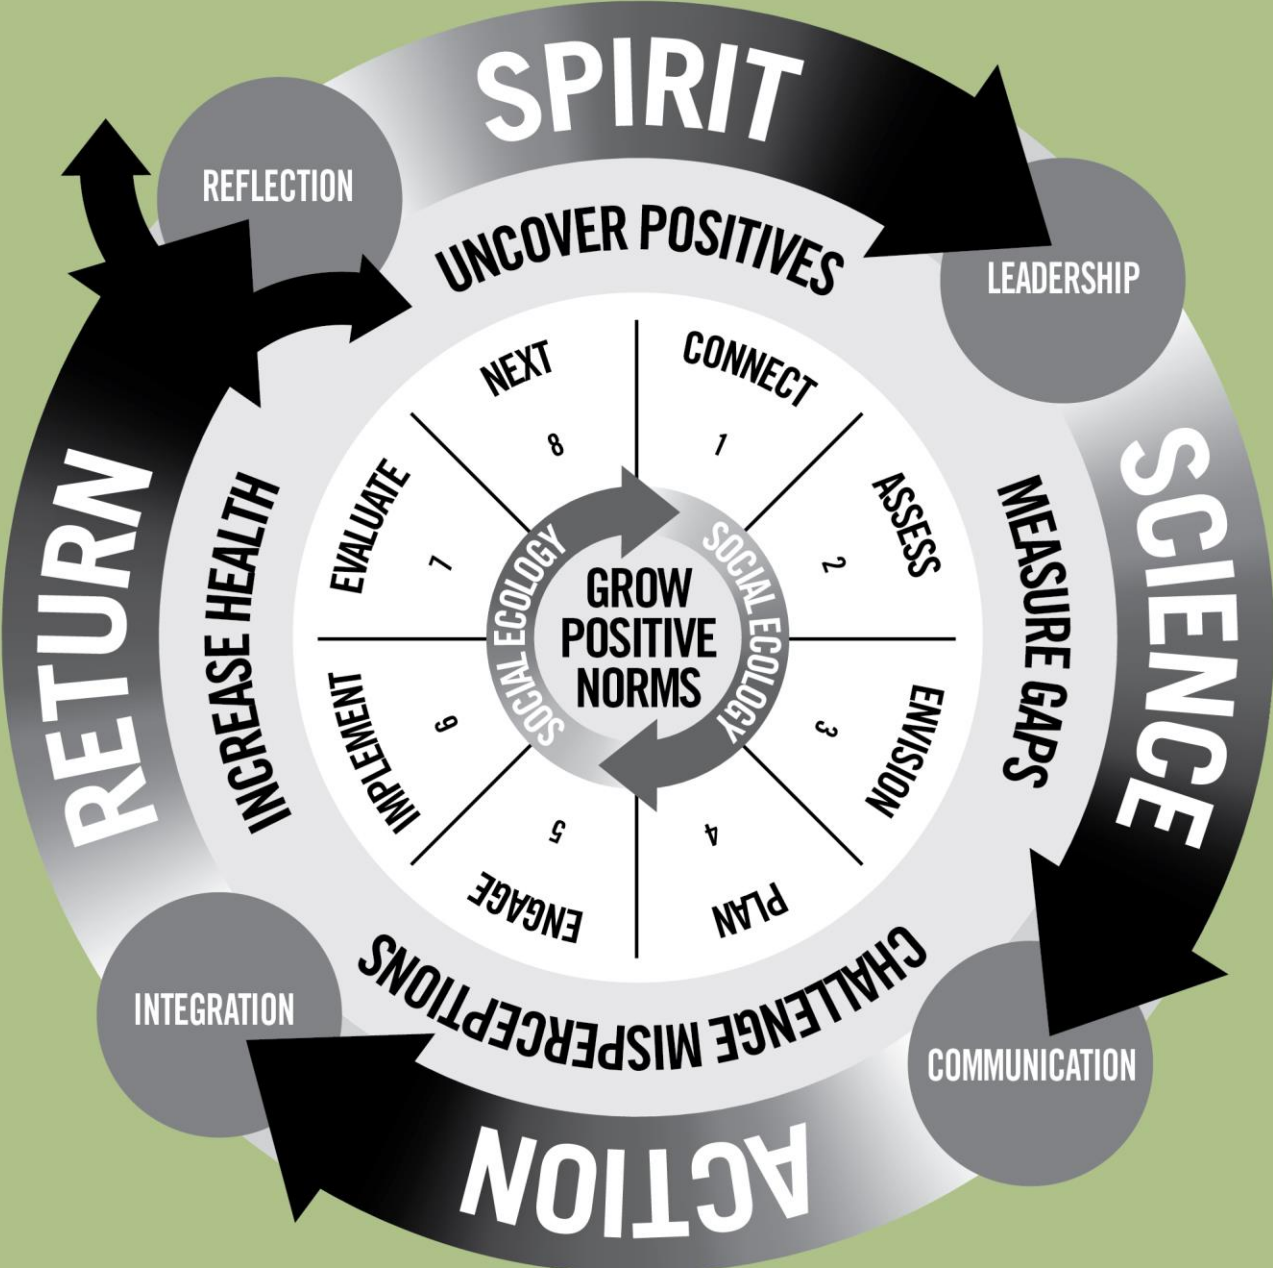 SPIRIT
REFLECTION
LEADERSHIP
UNCOVER POSITIVES
SCIENCE
MEASURE GAPS
COMMUNICATION
CHALLENGE MISPERCEPTIONS
ACTION
INTEGRATION
INCREASE HEALTH
RETURN
CONNECT
1
ASSESS
2
ENVISION
3
PLAN
4
ENGAGE
5
IMPLEMENT
6
EVALUATE
7
NEXT
8
SOCIAL ECOLOGY
SOCIAL ECOLOGY
GROW
POSITIVE
NORMS